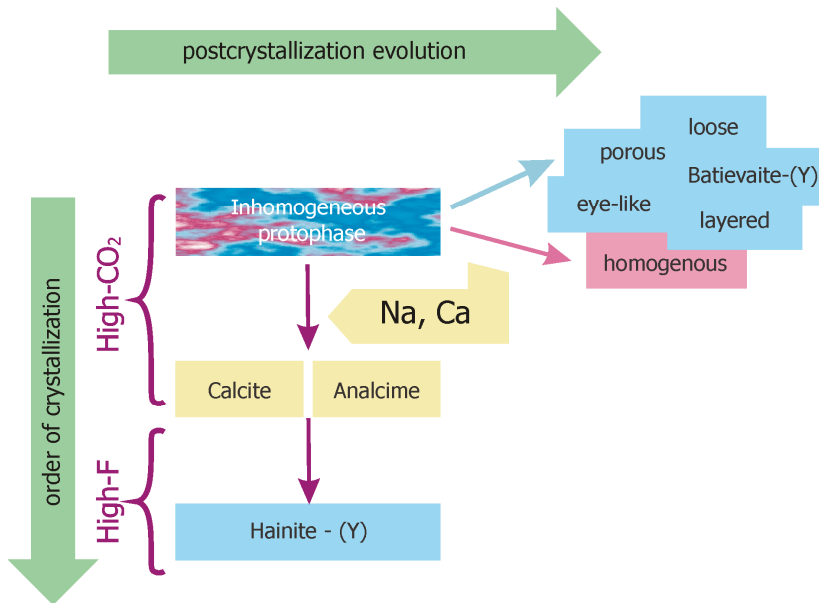 postcrystallization evolution
loose
porous
Batievaite-(Y)
eye-like
layered
homogenous
Inhomogeneous
protophase
Na, Ca
Calcite
Analcime
Hainite - (Y)
High-CO₂
High-F
order of crystallization